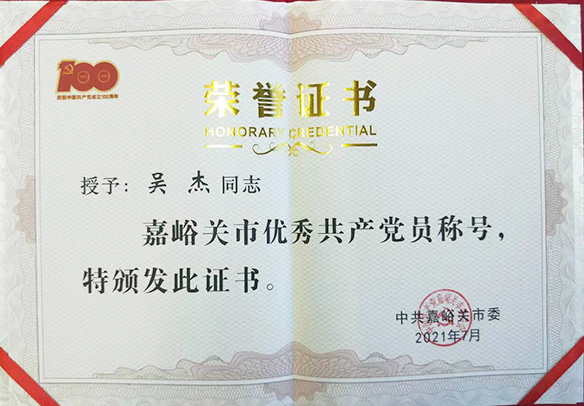 100
庆祝中国共产党成立100周年
荣誉证书
HONORARY CREDENTIAL
授予：吴 杰 同志
嘉峪关市优秀共产党员称号，
特颁发此证书。
中共嘉峪关市委
2021年7月